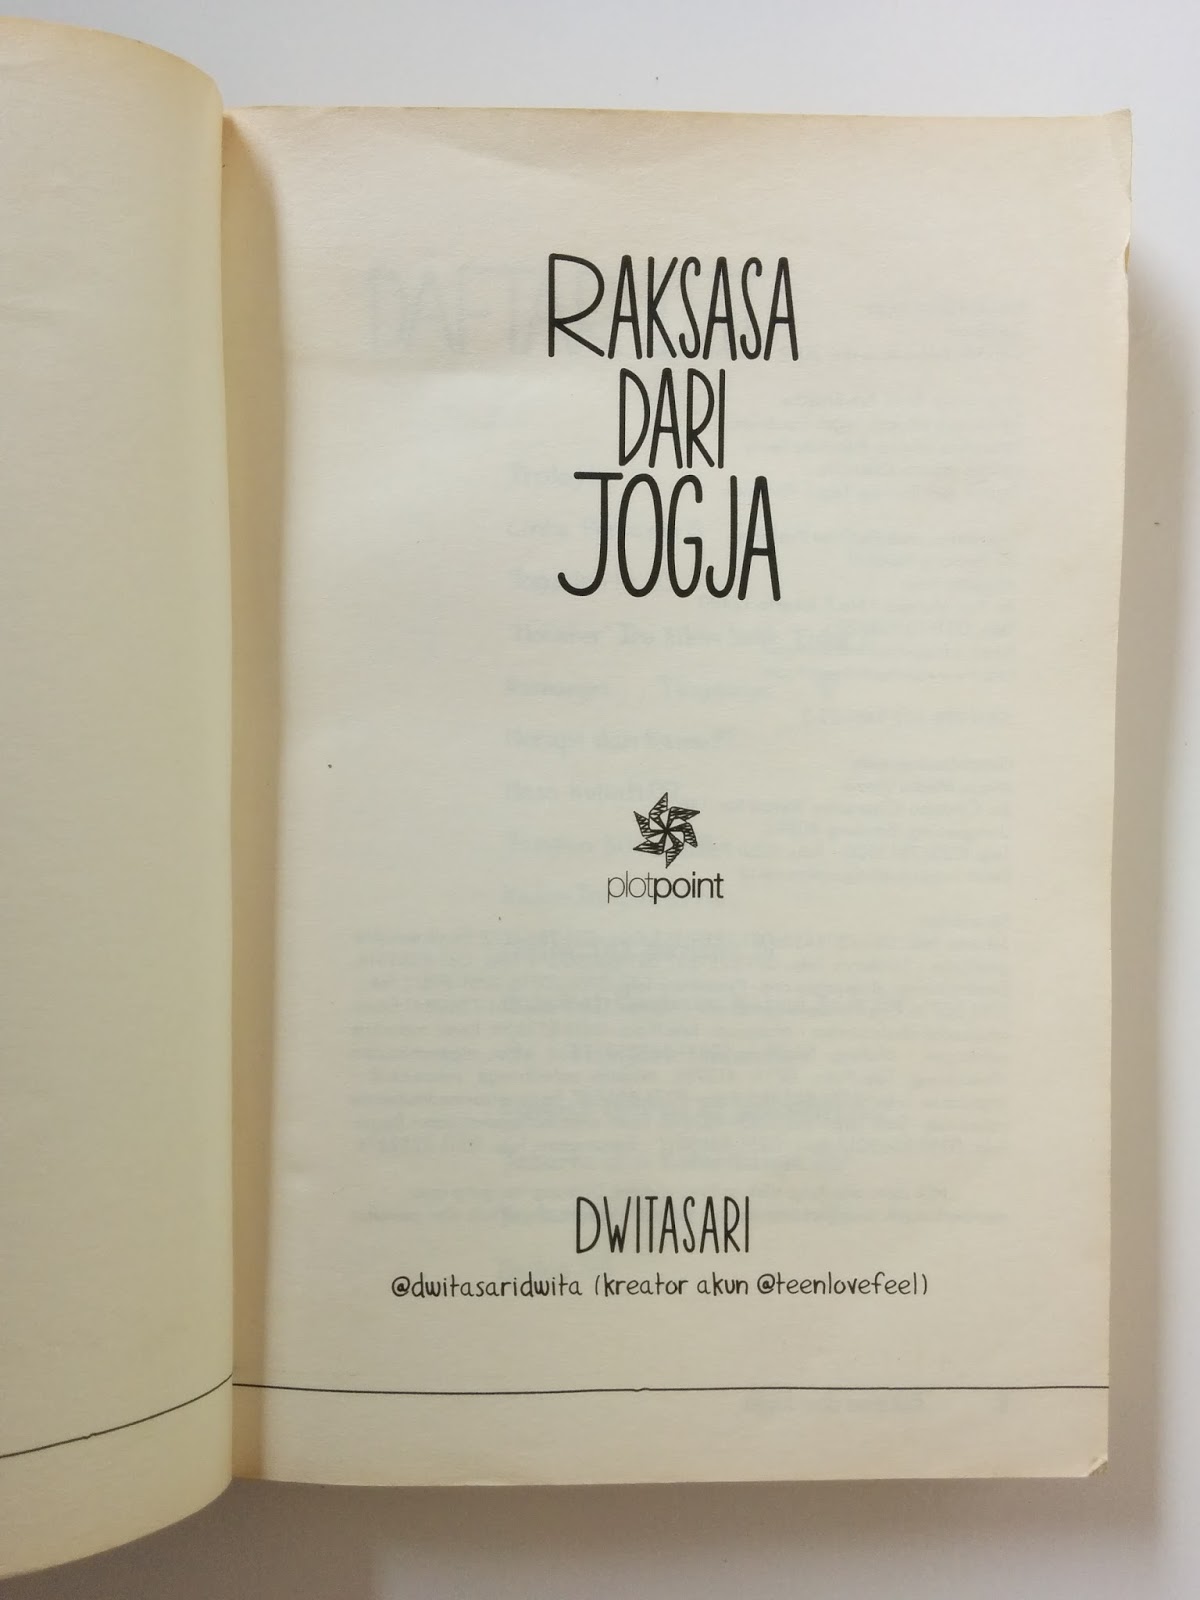 RAKSASA
DARI
JOGJA
plotpoint
DWITASARI
@dwitasaridwita (kreator akun @teenlovefeel)